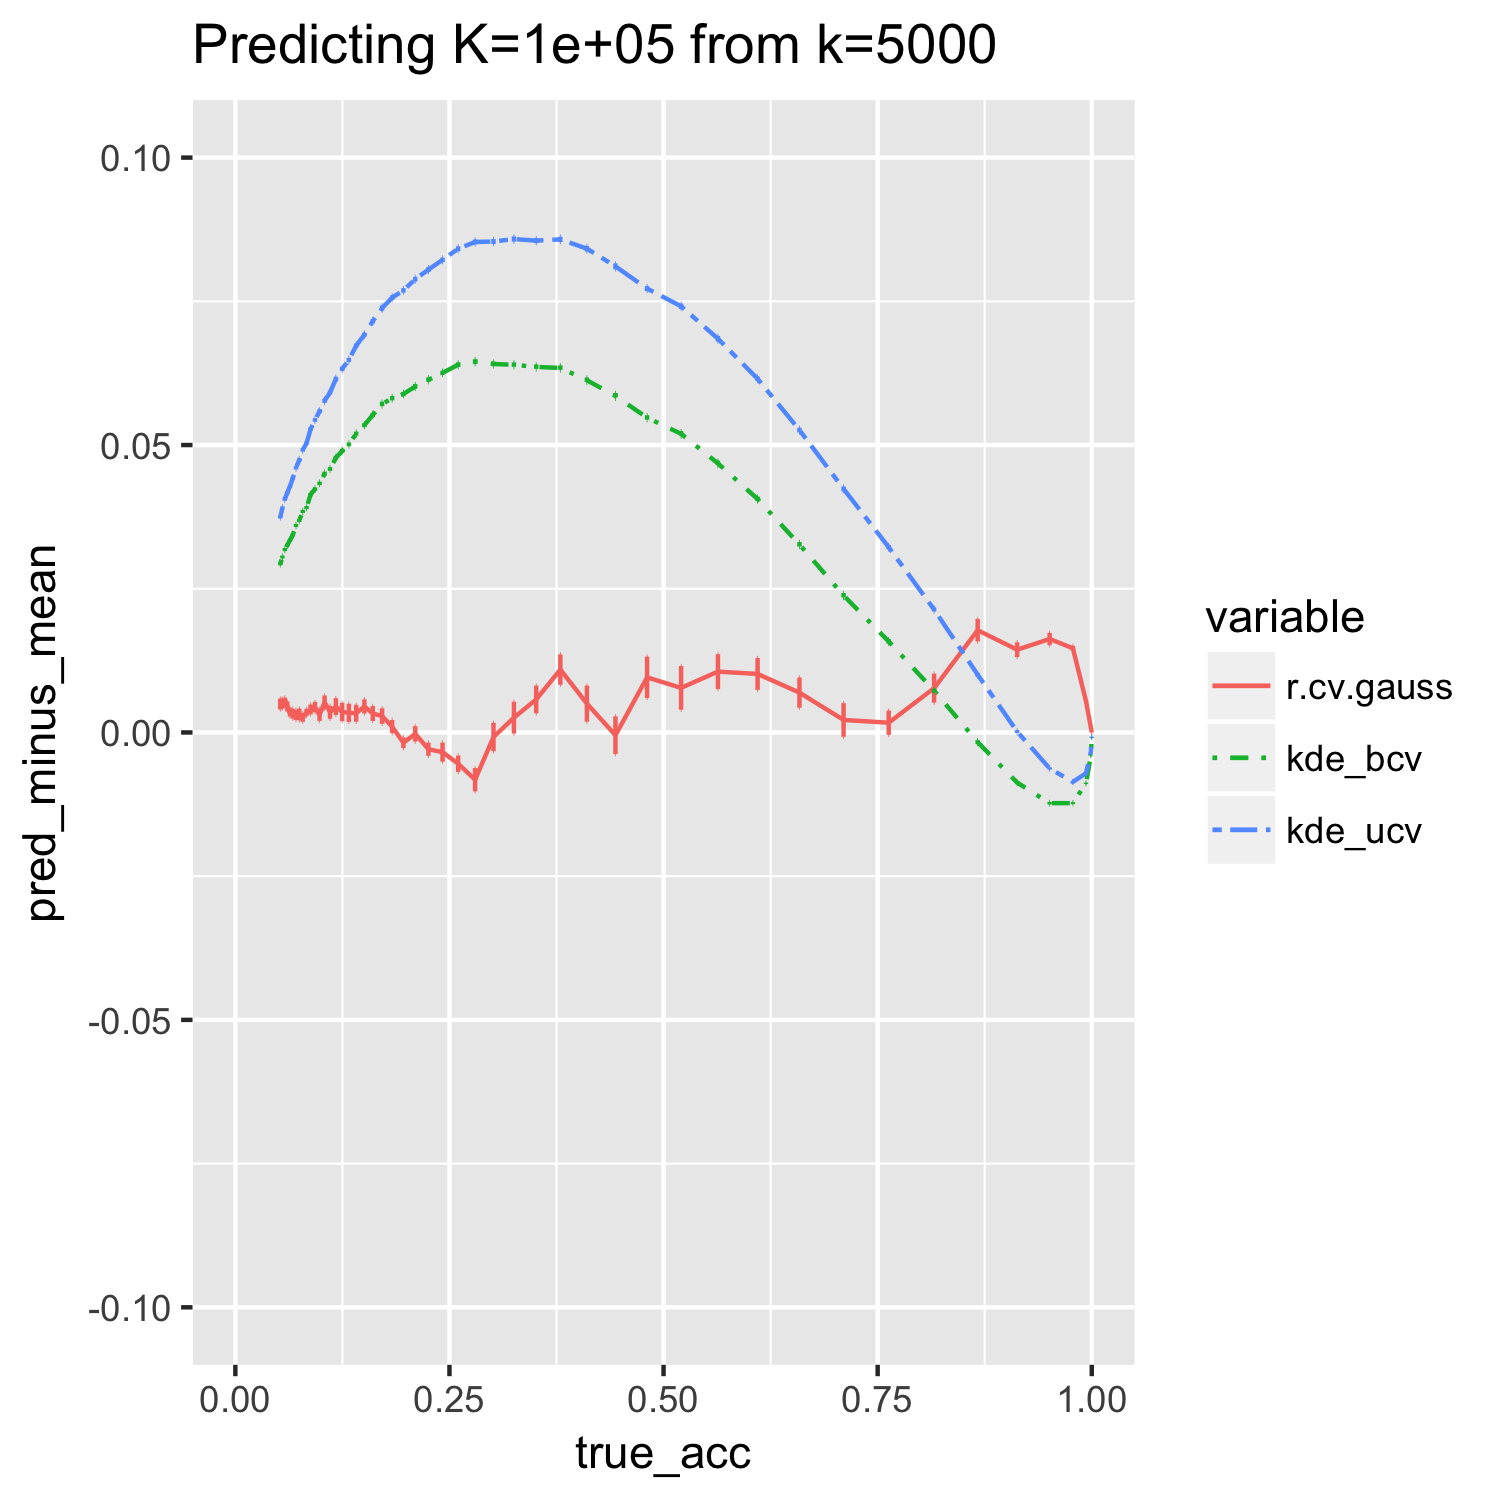 Predicting K=1e+05 from k=5000
pred_minus_mean
0.10
0.05
0.00
-0.05
-0.10
0.00 0.25 0.50 0.75 1.00
true_acc
variable
r.cv.gauss
kde_bcv
kde_ucv